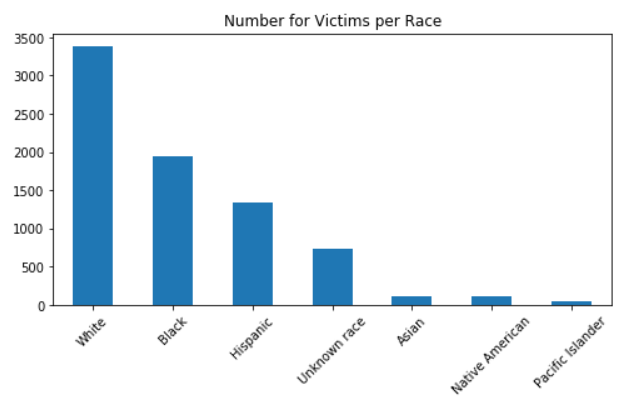 Number for Victims per Race
3500
3000
2500
2000
1500
1000
500
0
White
Black
Hispanic
Unknown race
Asian
Native American
Pacific Islander